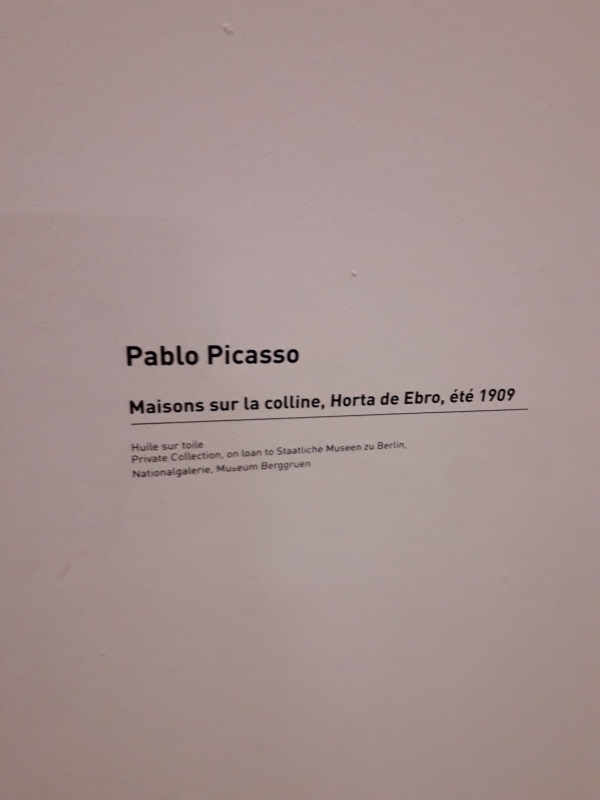 Pablo Picasso
Maisons sur la colline, Horta de Ebro, été 1909
Huile sur toile
Private Collection, on loan to Staatliche Museen zu Berlin,
Nationalgalerie, Museum Berggruen